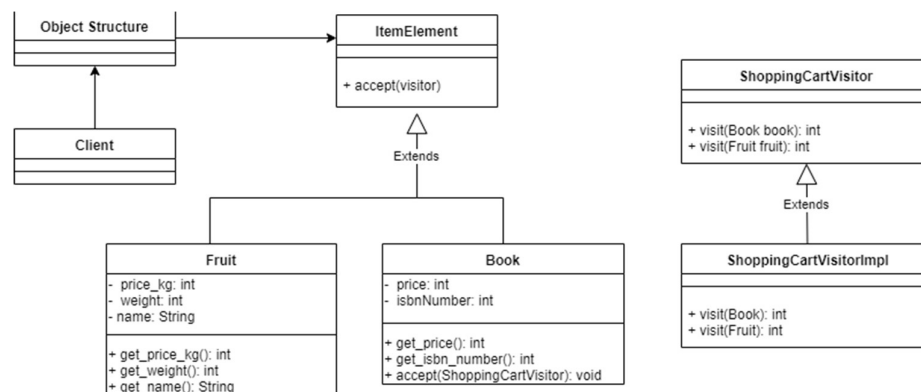 Object Structure
Client
ItemElement
+ accept(visitor)
Extends
Fruit
- price_kg: int
- weight: int
- name: String
+ get_price_kg(): int
+ get_weight(): int
+ get_name(): String
Book
- price: int
- isbnNumber: int
+ get_price(): int
+ get_isbn_number(): int
+ accept(ShoppingCartVisitor): void
ShoppingCartVisitor
+ visit(Book book): int
+ visit(Fruit fruit): int
Extends
ShoppingCartVisitorImpl
+ visit(Book): int
+ visit(Fruit): int